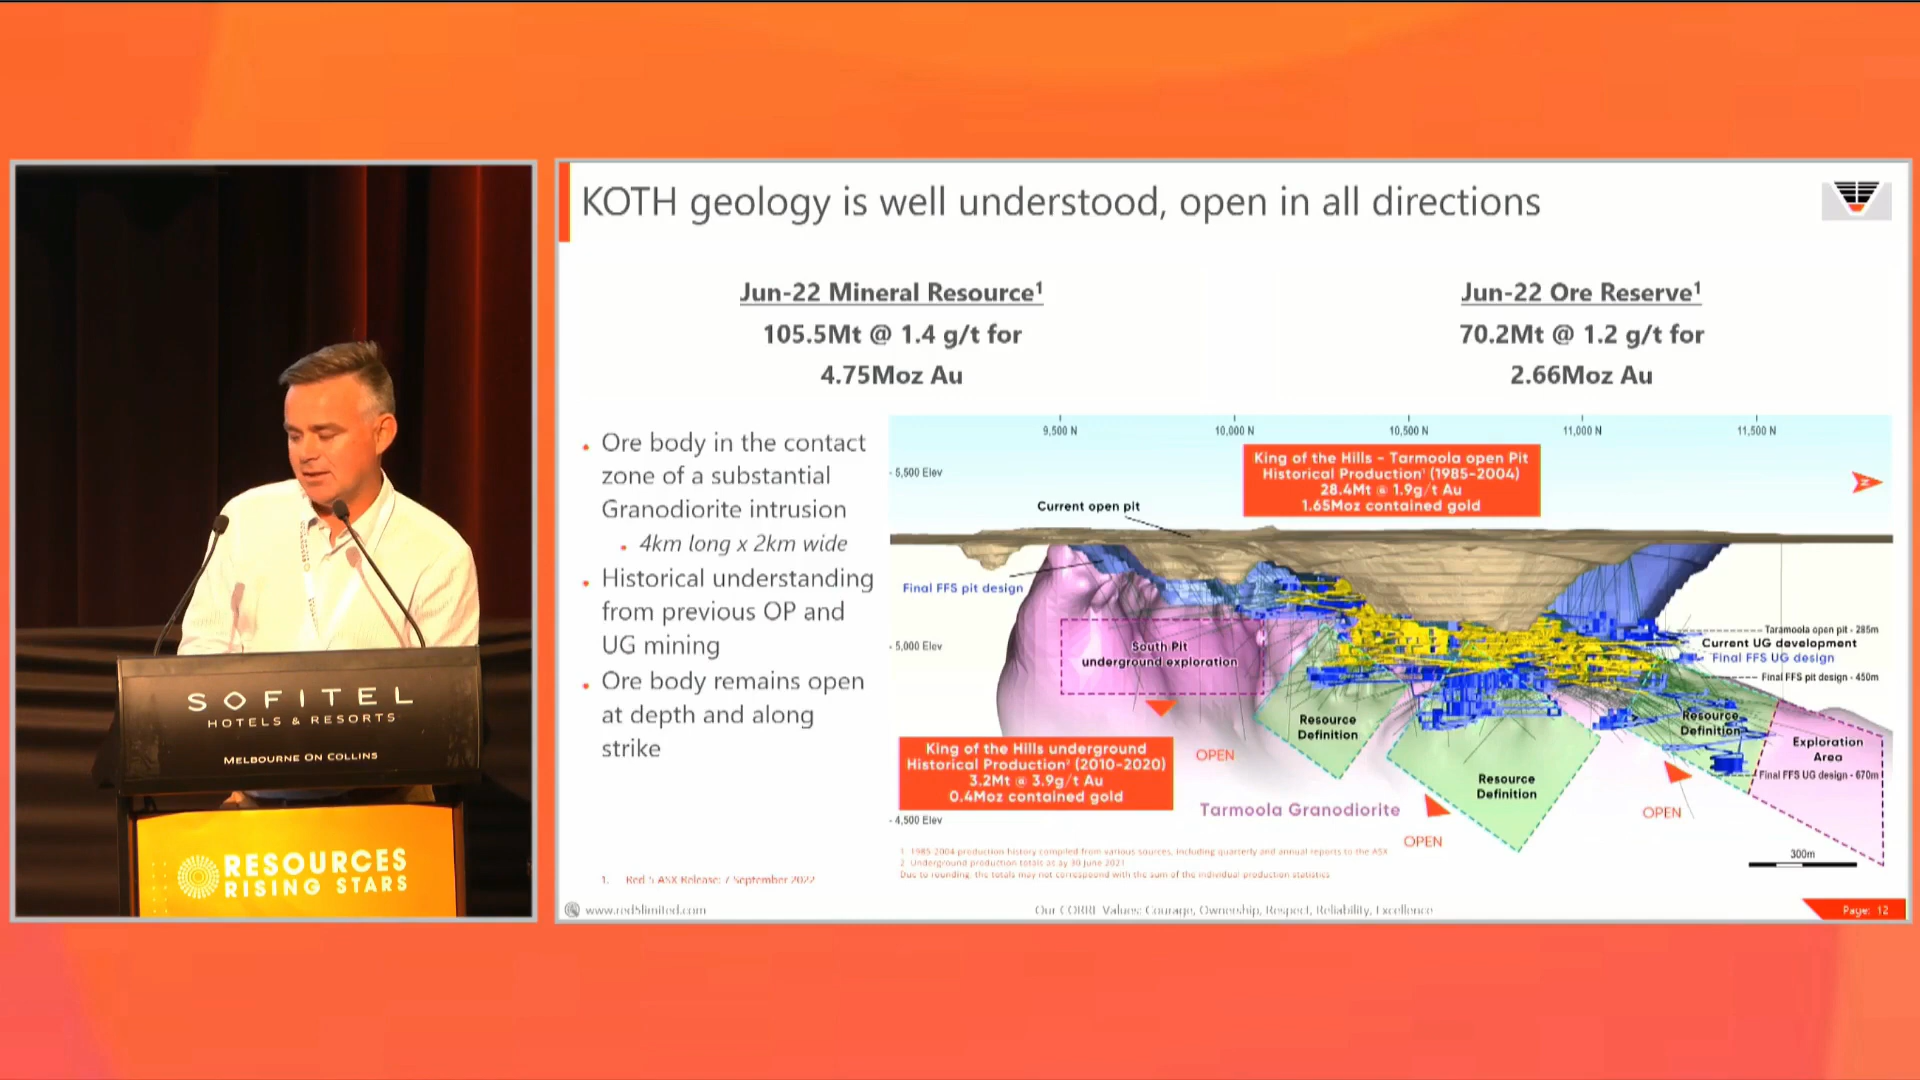 KOTH geology is well understood, open in all directions
Jun-22 Mineral Resource¹
105.5Mt @ 1.4 g/t for
4.75Moz Au
Jun-22 Ore Reserve¹
70.2Mt @ 1.2 g/t for
2.66Moz Au
• Ore body in the contact
zone of a substantial
Granodiorite intrusion
• 4km long x 2km wide
• Historical understanding
from previous OP and
UG mining
• Ore body remains open
at depth and along
strike
9,500 N
10,000 N
10,500 N
11,000 N
11,500 N
- 5,500 Elev
- 5,000 Elev
- 4,500 Elev
King of the Hills - Tarmoola open Pit
Historical Production¹ (1985-2004)
28.4Mt @ 1.9g/t Au
1.65Moz contained gold
N
Current open pit
Final FFS pit design
South Pit
underground exploration
Taramoola open pit - 285m
Current UG development
Final FFS UG design
Final FFS pit design - 450m
Resource
Definition
Resource
Definition
Resource
Definition
Exploration
Area
Final FFS UG design - 670m
King of the Hills underground
Historical Production² (2010-2020)
3.2Mt @ 3.9g/t Au
0.4Moz contained gold
OPEN
Tarmoola Granodiorite
OPEN
OPEN
300m
1. 1985-2004 production history compiled from various sources, including quarterly and annual reports to the ASX
2. Underground production totals as at 30 June 2021
Due to rounding, the totals may not correspond with the sum of the individual production statistics
1. Red 5 ASX Release: 7 September 2022
www.red5limited.com
Our CORRE Values: Courage, Ownership, Respect, Reliability, Excellence
Page: 12
SOFITEL
HOTELS & RESORTS
MELBOURNE ON COLLINS
RESOURCES
RISING STARS